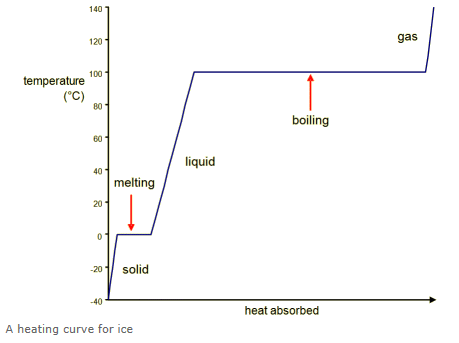 140
120
100
80
60
40
20
0
-20
-40
temperature
(°C)
gas
boiling
liquid
melting
solid
heat absorbed
A heating curve for ice